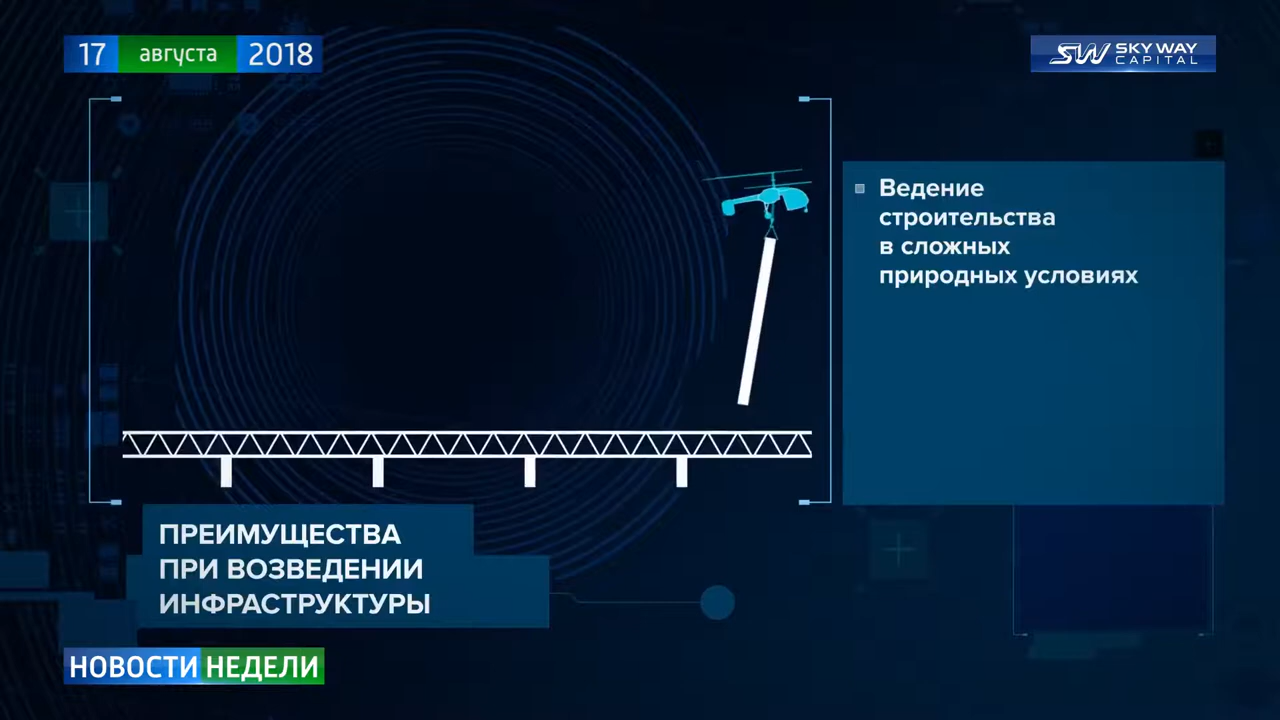 17 августа 2018
SW SKY WAY
CAPITAL
Ведение
строительства
в сложных
природных условиях
ПРЕИМУЩЕСТВА
ПРИ ВОЗВЕДЕНИИ
ИНФРАСТРУКТУРЫ
НОВОСТИ НЕДЕЛИ